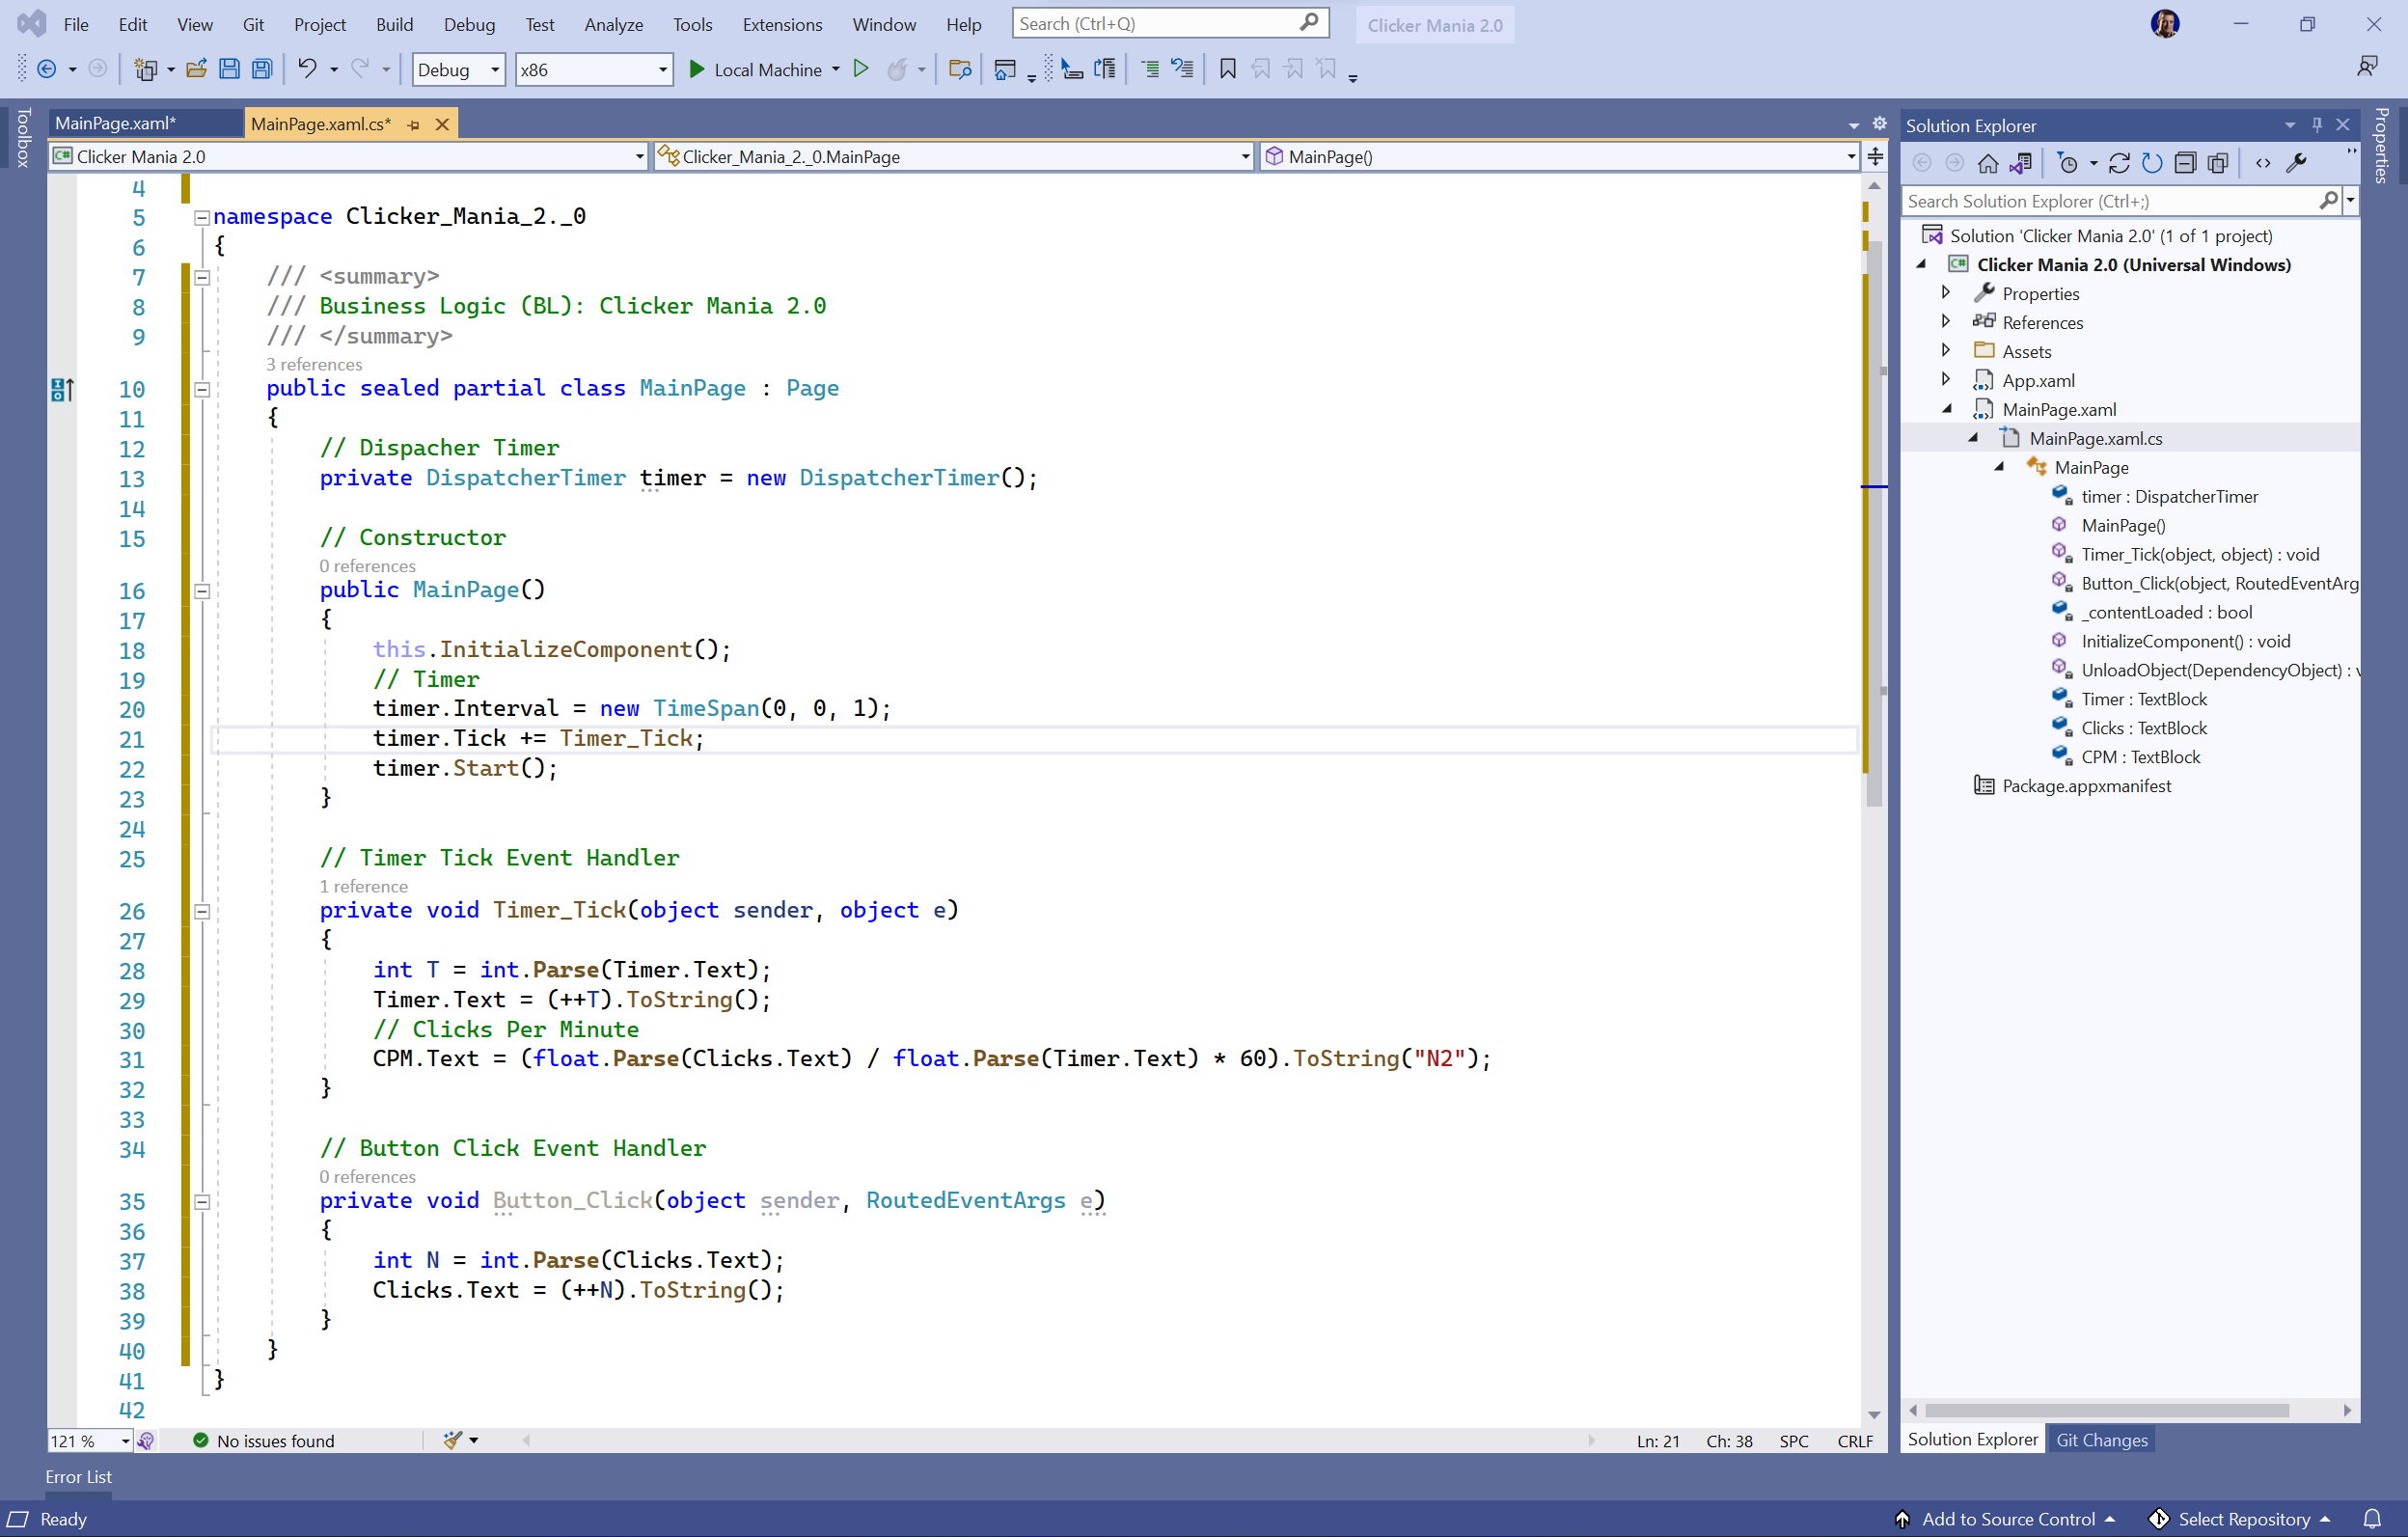 File Edit View Git Project Build Debug Test Analyze Tools Extensions Window Help Search (Ctrl+Q) Clicker Mania 2.0
Debug x86 Local Machine
Toolbox
MainPage.xaml* MainPage.xaml.cs*
Clicker Mania 2.0 Clicker_Mania_2._0.MainPage MainPage()
4
5 namespace Clicker_Mania_2._0
6 {
7 /// <summary>
8 /// Business Logic (BL): Clicker Mania 2.0
9 /// </summary>
3 references
10 public sealed partial class MainPage : Page
11 {
12 // Dispacher Timer
13 private DispatcherTimer timer = new DispatcherTimer();
14
15 // Constructor
0 references
16 public MainPage()
17 {
18 this.InitializeComponent();
19 // Timer
20 timer.Interval = new TimeSpan(0, 0, 1);
21 timer.Tick += Timer_Tick;
22 timer.Start();
23 }
24
25 // Timer Tick Event Handler
1 reference
26 private void Timer_Tick(object sender, object e)
27 {
28 int T = int.Parse(Timer.Text);
29 Timer.Text = (++T).ToString();
30 // Clicks Per Minute
31 CPM.Text = (float.Parse(Clicks.Text) / float.Parse(Timer.Text) * 60).ToString("N2");
32 }
33
34 // Button Click Event Handler
0 references
35 private void Button_Click(object sender, RoutedEventArgs e)
36 {
37 int N = int.Parse(Clicks.Text);
38 Clicks.Text = (++N).ToString();
39 }
40 }
41 }
42
121 % No issues found Ln: 21 Ch: 38 SPC CRLF
Solution Explorer
Search Solution Explorer (Ctrl+;)
Solution 'Clicker Mania 2.0' (1 of 1 project)
C# Clicker Mania 2.0 (Universal Windows)
Properties
References
Assets
App.xaml
MainPage.xaml
MainPage.xaml.cs
MainPage
timer : DispatcherTimer
MainPage()
Timer_Tick(object, object) : void
Button_Click(object, RoutedEventArg
_contentLoaded : bool
InitializeComponent() : void
UnloadObject(DependencyObject) : v
Timer : TextBlock
Clicks : TextBlock
CPM : TextBlock
Package.appxmanifest
Solution Explorer Git Changes
Properties
Error List
Ready Add to Source Control Select Repository